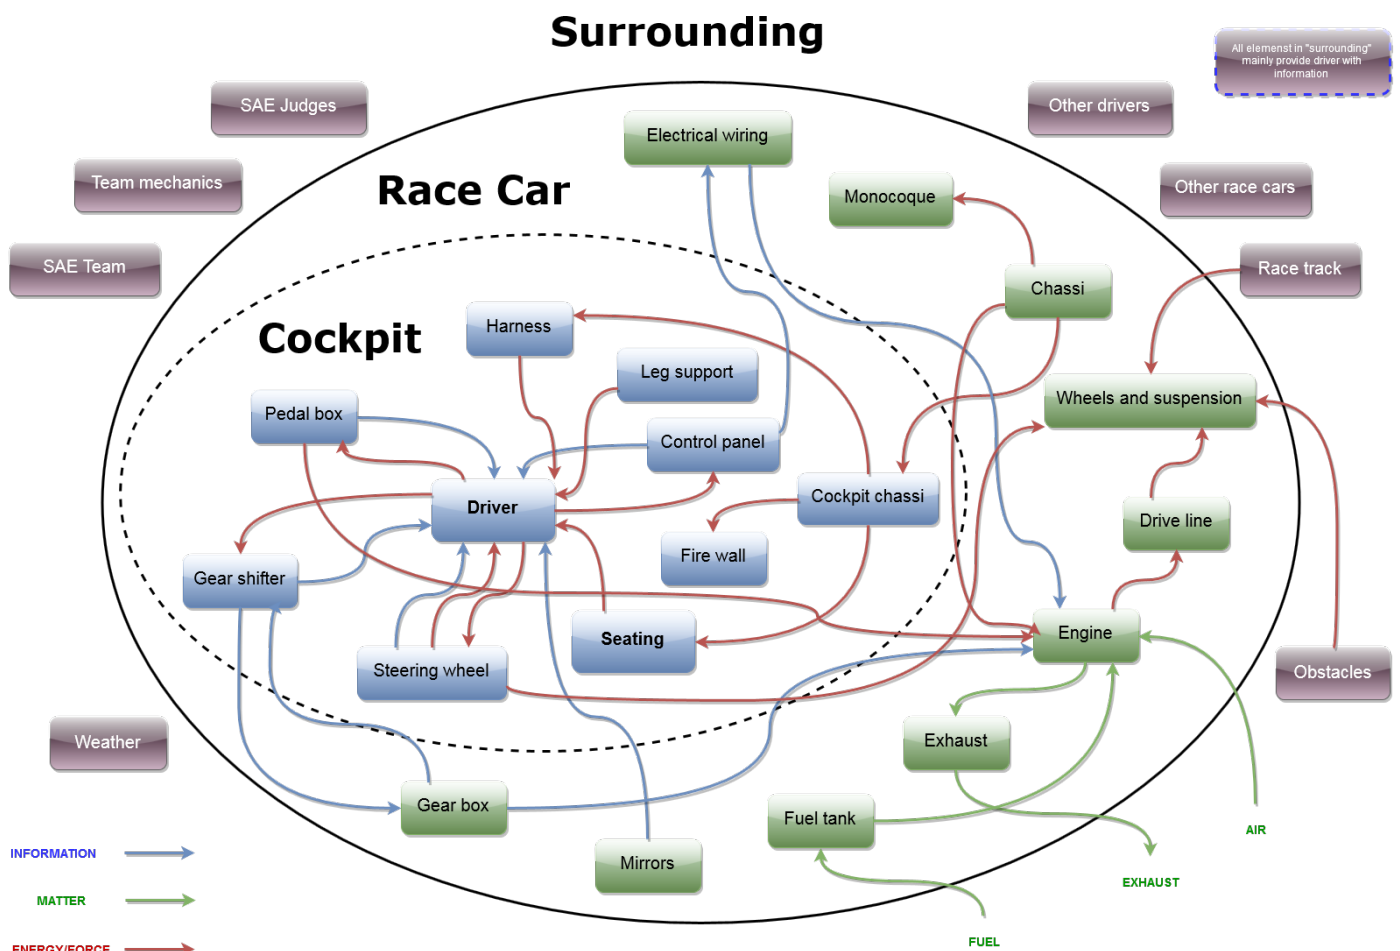 Surrounding
All elemenst in "surrounding"
mainly provide driver with
information
SAE Judges
Other drivers
Electrical wiring
Team mechanics
Race Car
Monocoque
Other race cars
SAE Team
Race track
Chassi
Harness
Cockpit
Leg support
Wheels and suspension
Pedal box
Control panel
Cockpit chassi
Driver
Drive line
Fire wall
Gear shifter
Seating
Engine
Steering wheel
Obstacles
Weather
Exhaust
Gear box
Fuel tank
AIR
INFORMATION
Mirrors
EXHAUST
MATTER
FUEL
ENERGY/FORCE